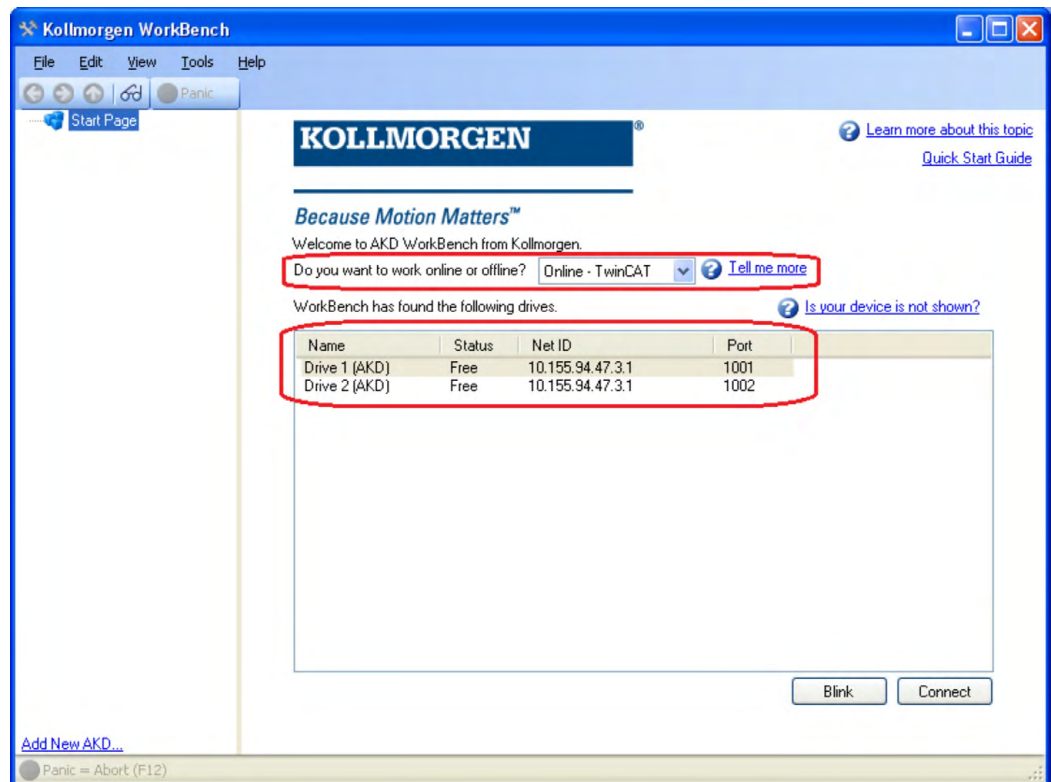 Kollmorgen WorkBench
File Edit View Tools Help
Panic
Start Page
KOLLMORGEN®
Learn more about this topic
Quick Start Guide
Because Motion Matters™
Welcome to AKD WorkBench from Kollmorgen.
Do you want to work online or offline? Online - TwinCAT Tell me more
WorkBench has found the following drives. Is your device is not shown?
Name Status Net ID Port
Drive 1 (AKD) Free 10.155.94.47.3.1 1001
Drive 2 (AKD) Free 10.155.94.47.3.1 1002
Blink Connect
Add New AKD...
Panic = Abort (F12)